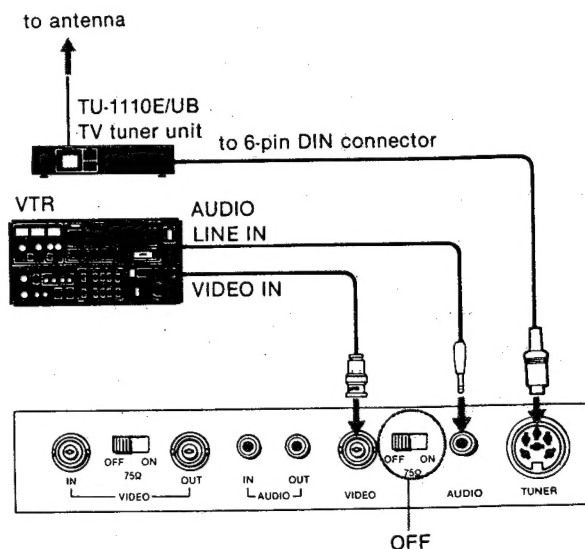 to antenna
TU-1110E/UB
TV tuner unit
to 6-pin DIN connector
VTR
AUDIO
LINE IN
VIDEO IN
OFF ON
75Ω
IN VIDEO OUT
IN OUT
AUDIO
VIDEO
OFF ON
75Ω
AUDIO
TUNER
OFF